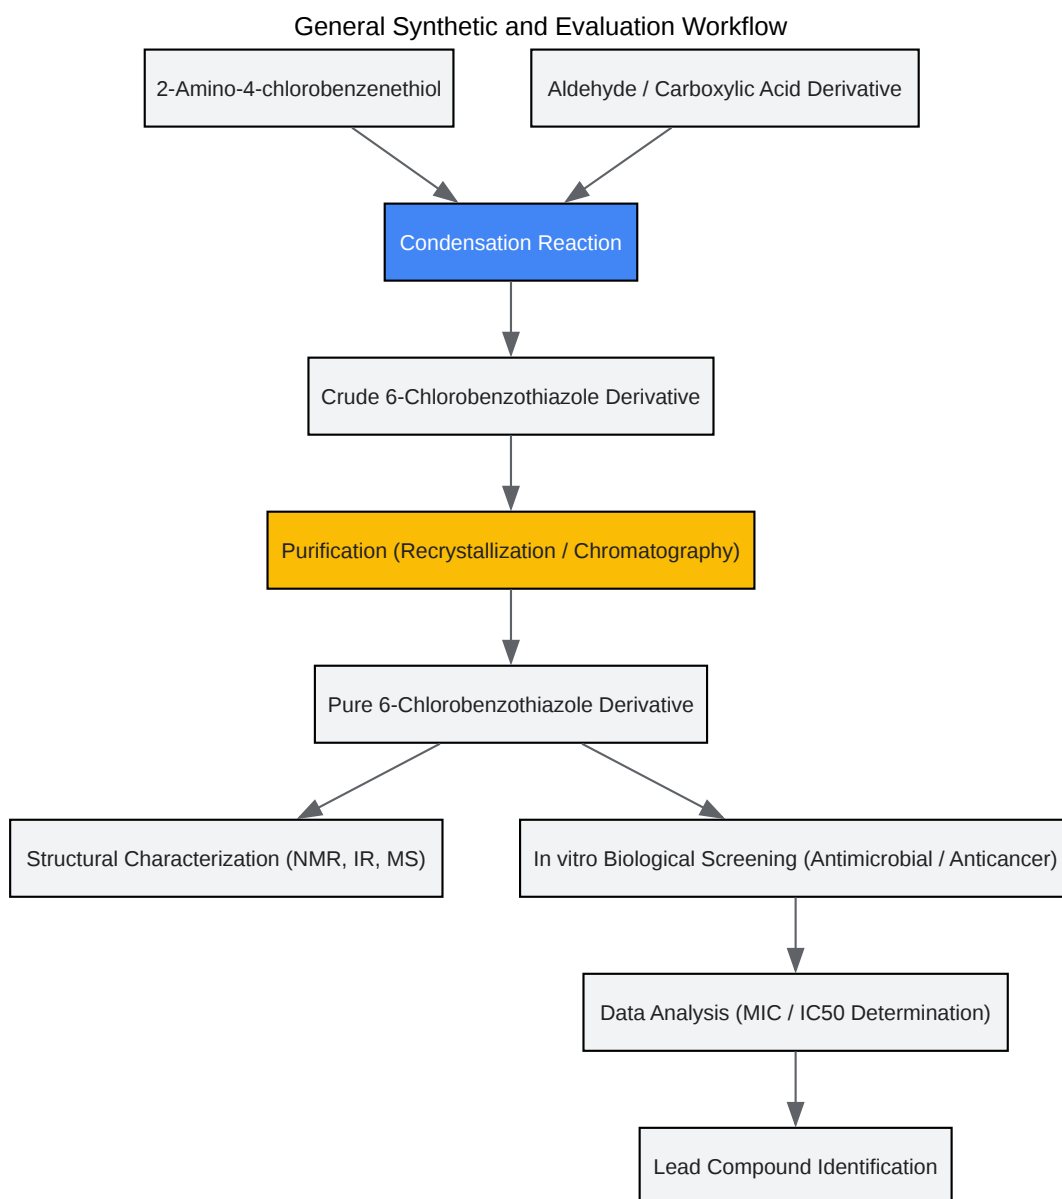 General Synthetic and Evaluation Workflow
2-Amino-4-chlorobenzenethiol
Aldehyde / Carboxylic Acid Derivative
Condensation Reaction
Crude 6-Chlorobenzothiazole Derivative
Purification (Recrystallization / Chromatography)
Pure 6-Chlorobenzothiazole Derivative
Structural Characterization (NMR, IR, MS)
In vitro Biological Screening (Antimicrobial / Anticancer)
Data Analysis (MIC / IC50 Determination)
Lead Compound Identification